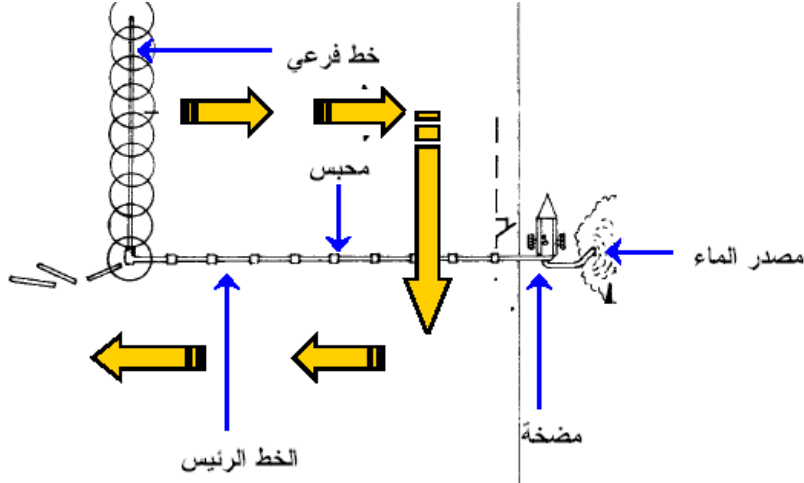 خط فرعي
محبس
مصدر الماء
مضخة
الخط الرئيس